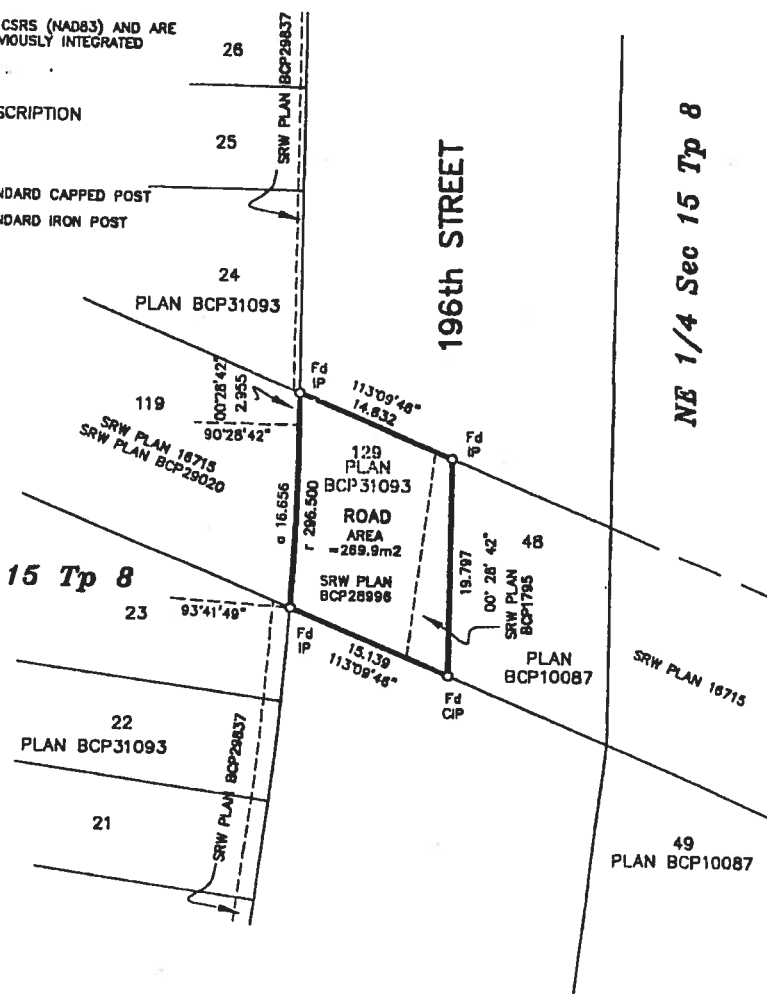 CSRS (NAD83) AND ARE
VIOUSLY INTEGRATED
SCRIPTION
NDARD CAPPED POST
NDARD IRON POST
26
SRW PLAN BCP29837
25
24
PLAN BCP31093
196th STREET
NE 1/4 Sec 15 Tp 8
119
SRW PLAN 16715
SRW PLAN BCP29020
00°28'42"
2.955
90°28'42"
Fd
IP
113°09'46"
14.632
Fd
IP
129
PLAN
BCP31093
ROAD
AREA
=289.9m2
SRW PLAN
BCP28996
a 16.656
r 296.500
19.797
00° 28' 42"
48
SRW PLAN
BCP1795
PLAN
BCP10087
SRW PLAN 16715
15 Tp 8
23
93°41'49"
Fd
IP
15.139
113°09'46"
Fd
CIP
22
PLAN BCP31093
SRW PLAN BCP29837
21
49
PLAN BCP10087